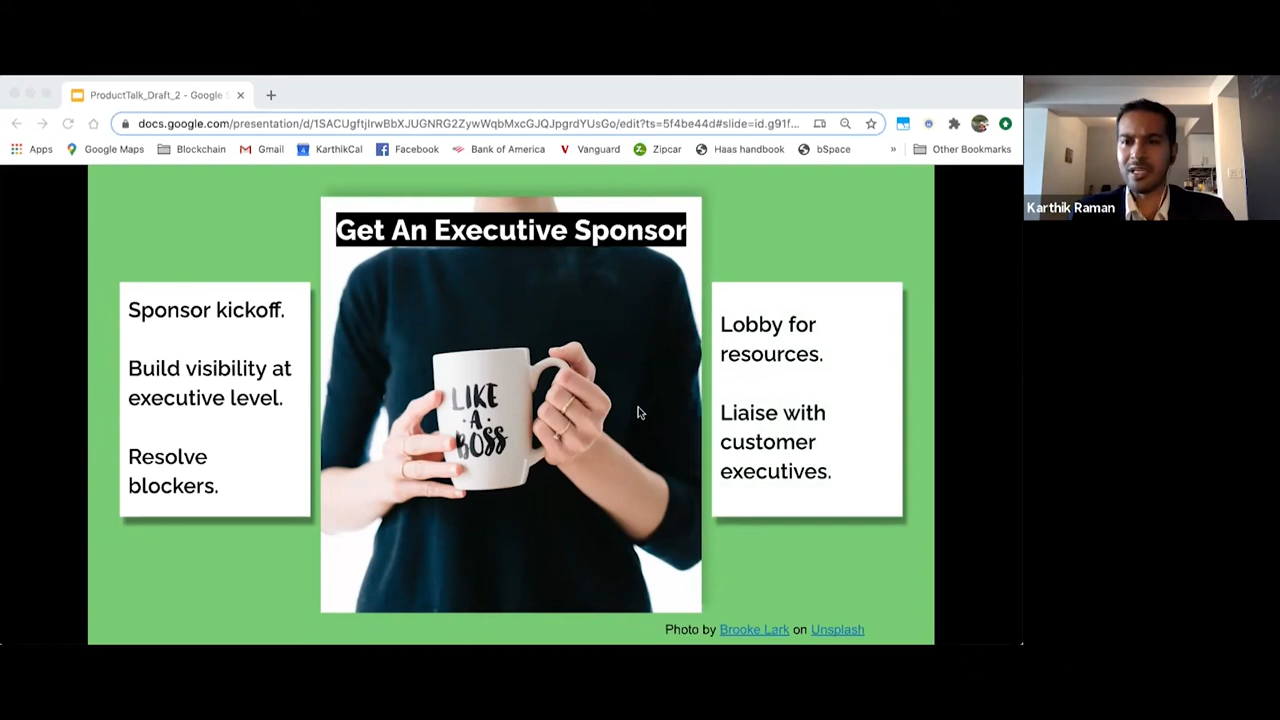 ProductTalk_Draft_2 - Google S
docs.google.com/presentation/d/1SACUgftjIrwBbXJUGNRG2ZywWqbMxcGJQJpgrdYUsGo/edit?ts=5f4be44d#slide=id.g91f...
Apps Google Maps Blockchain Gmail KarthikCal Facebook Bank of America Vanguard Zipcar Haas handbook bSpace » Other Bookmarks
Karthik Raman
Get An Executive Sponsor
Sponsor kickoff.
Build visibility at
executive level.
Resolve
blockers.
LIKE
·A·
BOSS
Lobby for
resources.
Liaise with
customer
executives.
Photo by Brooke Lark on Unsplash